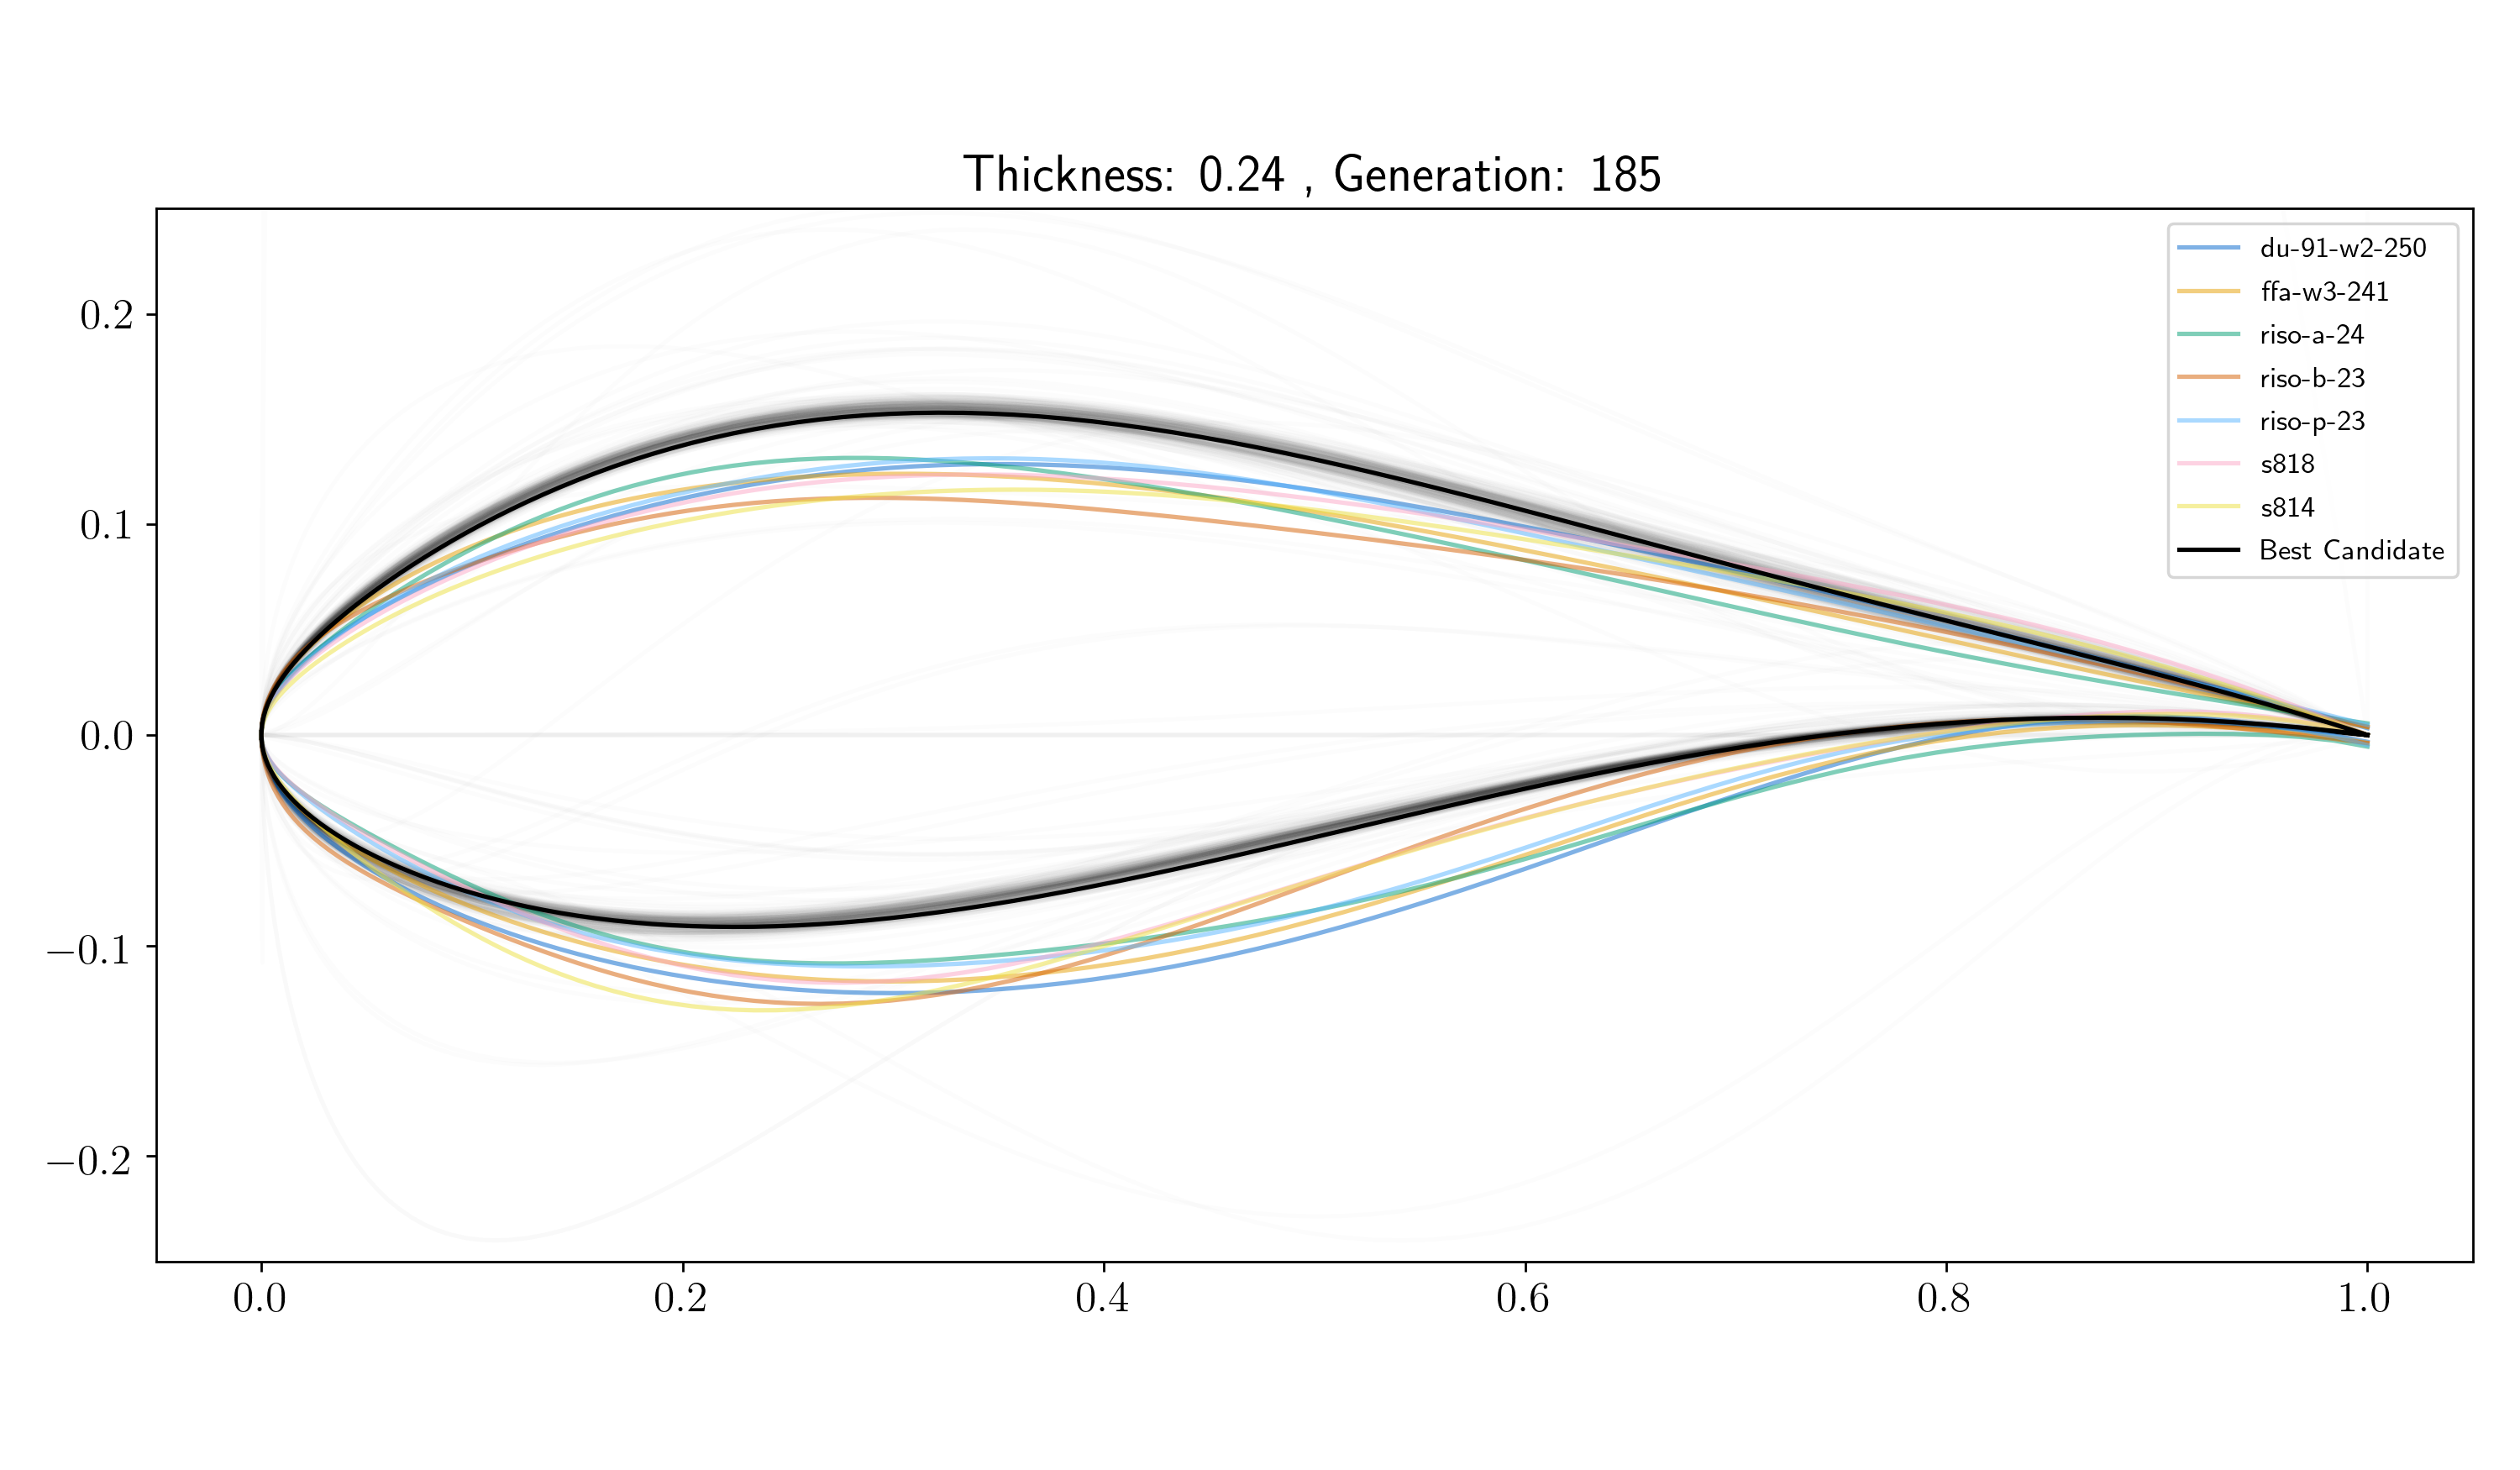 Thickness: 0.24 , Generation: 185
du-91-w2-250
ffa-w3-241
riso-a-24
riso-b-23
riso-p-23
s818
s814
Best Candidate
0.2
0.1
0.0
−0.1
−0.2
0.0 0.2 0.4 0.6 0.8 1.0